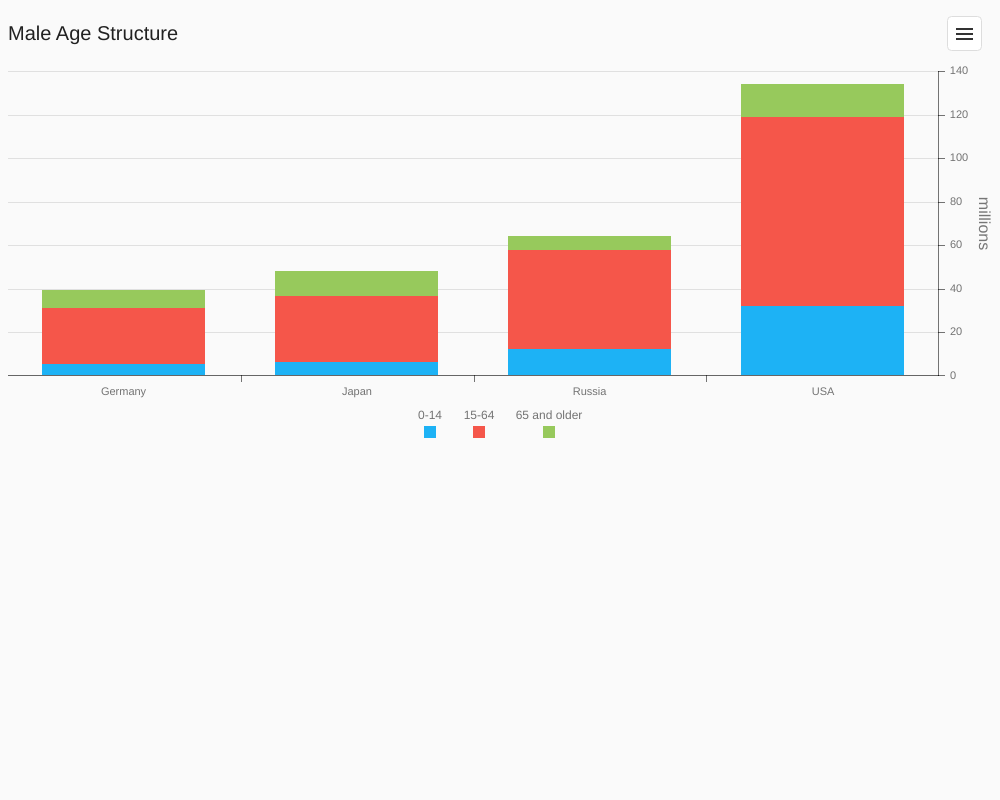 Male Age Structure
140
120
100
80
60
40
20
0
millions
Germany
Japan
Russia
USA
0-14
15-64
65 and older